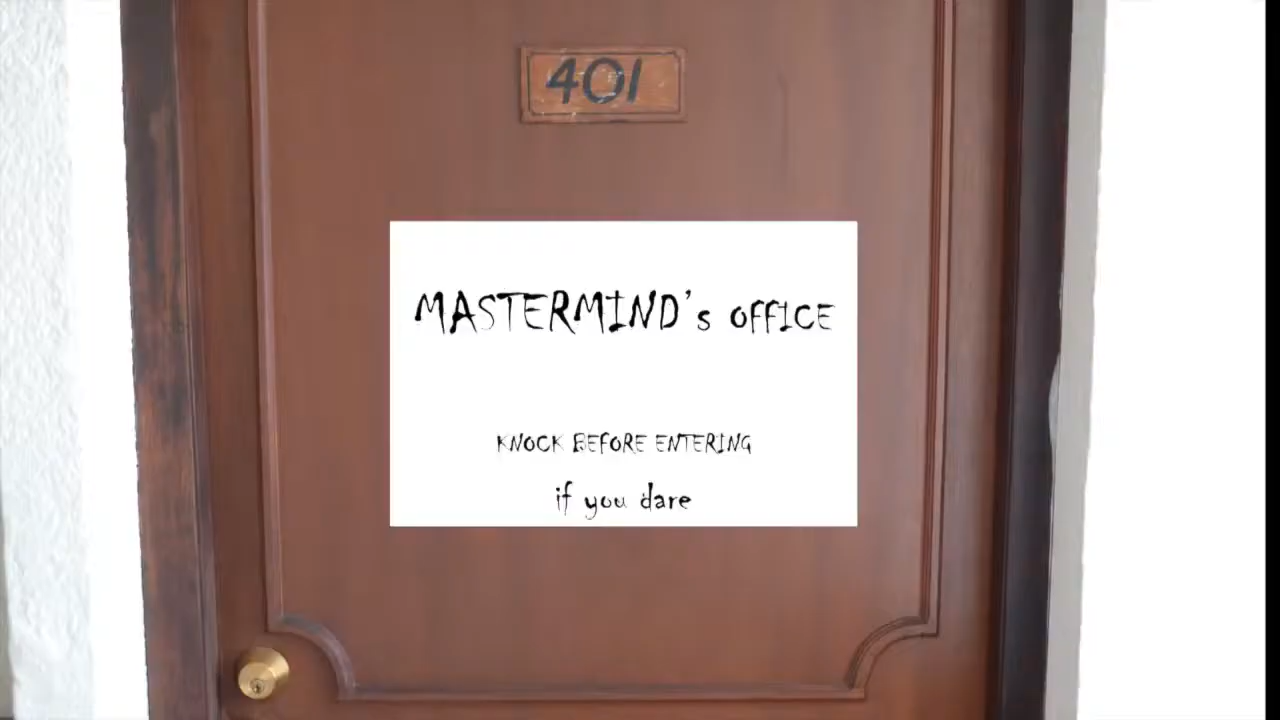 401
MASTERMIND's OFFICE
KNOCK BEFORE ENTERING
if you dare